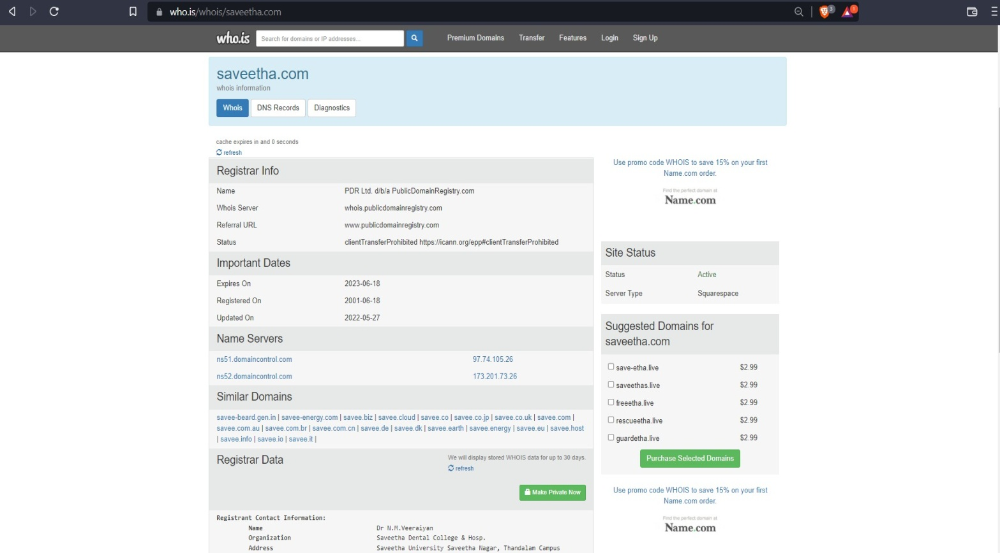 who.is/whois/saveetha.com
3
1
who.is
Search for domains or IP addresses...
Premium Domains
Transfer
Features
Login
Sign Up
saveetha.com
whois information
Whois
DNS Records
Diagnostics
cache expires in and 0 seconds
refresh
Registrar Info
Name PDR Ltd. d/b/a PublicDomainRegistry.com
Whois Server whois.publicdomainregistry.com
Referral URL www.publicdomainregistry.com
Status clientTransferProhibited https://icann.org/epp#clientTransferProhibited
Important Dates
Expires On 2023-06-18
Registered On 2001-06-18
Updated On 2022-05-27
Name Servers
ns51.domaincontrol.com 97.74.105.26
ns52.domaincontrol.com 173.201.73.26
Similar Domains
savee-beard.gen.in | savee-energy.com | savee.biz | savee.cloud | savee.co | savee.co.jp | savee.co.uk | savee.com |
savee.com.au | savee.com.br | savee.com.cn | savee.de | savee.dk | savee.earth | savee.energy | savee.eu | savee.host
| savee.info | savee.io | savee.it |
Registrar Data
We will display stored WHOIS data for up to 30 days.
refresh
Make Private Now
Registrant Contact Information:
Name Dr N.M.Veeraiyan
Organization Saveetha Dental College & Hosp.
Address Saveetha University Saveetha Nagar, Thandalam Campus
Use promo code WHOIS to save 15% on your first
Name.com order.
Find the perfect domain at
Name.com
Site Status
Status Active
Server Type Squarespace
Suggested Domains for
saveetha.com
save-etha.live $2.99
saveethas.live $2.99
freeetha.live $2.99
rescueetha.live $2.99
guardetha.live $2.99
Purchase Selected Domains
Use promo code WHOIS to save 15% on your first
Name.com order.
Find the perfect domain at
Name.com